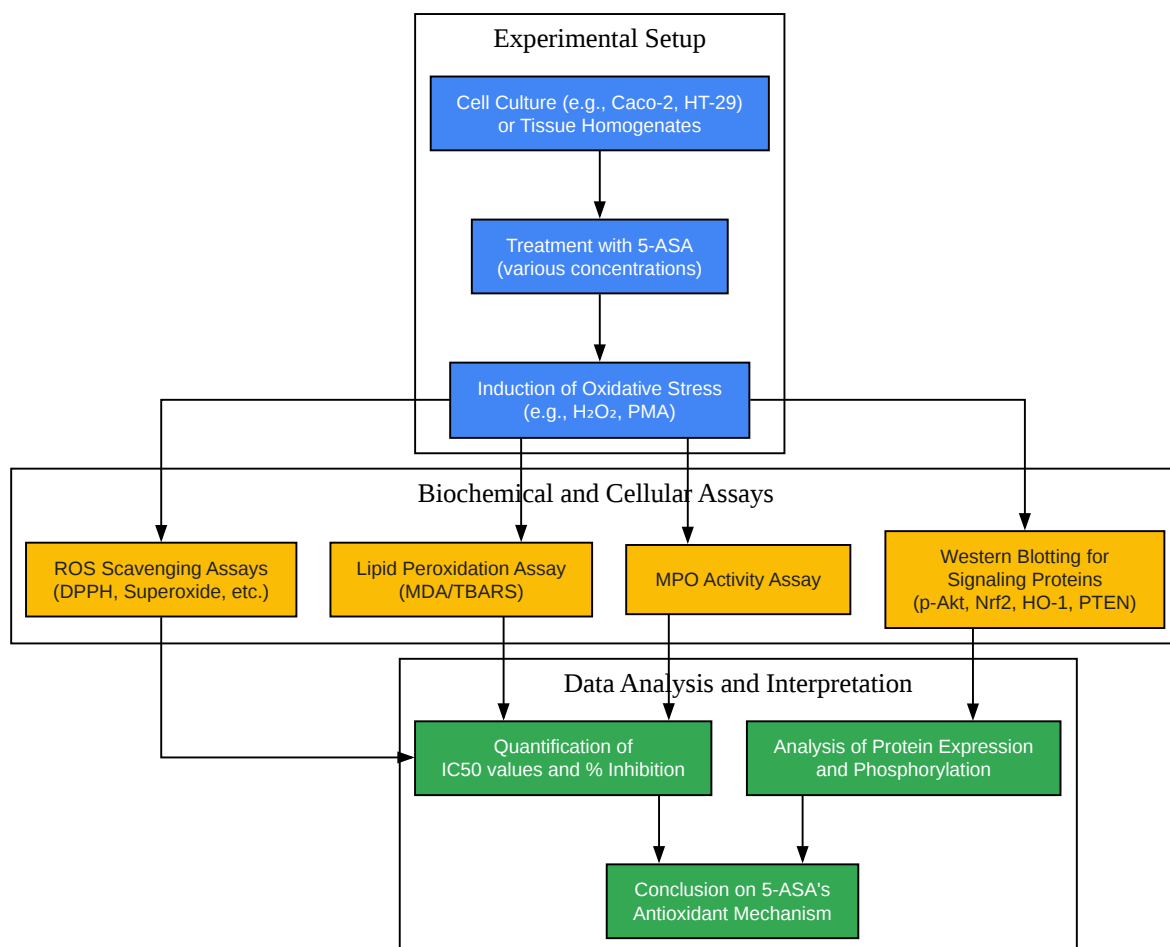 Experimental Setup
Cell Culture (e.g., Caco-2, HT-29)
or Tissue Homogenates
Treatment with 5-ASA
(various concentrations)
Induction of Oxidative Stress
(e.g., H₂O₂, PMA)
Biochemical and Cellular Assays
ROS Scavenging Assays
(DPPH, Superoxide, etc.)
Lipid Peroxidation Assay
(MDA/TBARS)
MPO Activity Assay
Western Blotting for
Signaling Proteins
(p-Akt, Nrf2, HO-1, PTEN)
Data Analysis and Interpretation
Quantification of
IC50 values and % Inhibition
Analysis of Protein Expression
and Phosphorylation
Conclusion on 5-ASA's
Antioxidant Mechanism